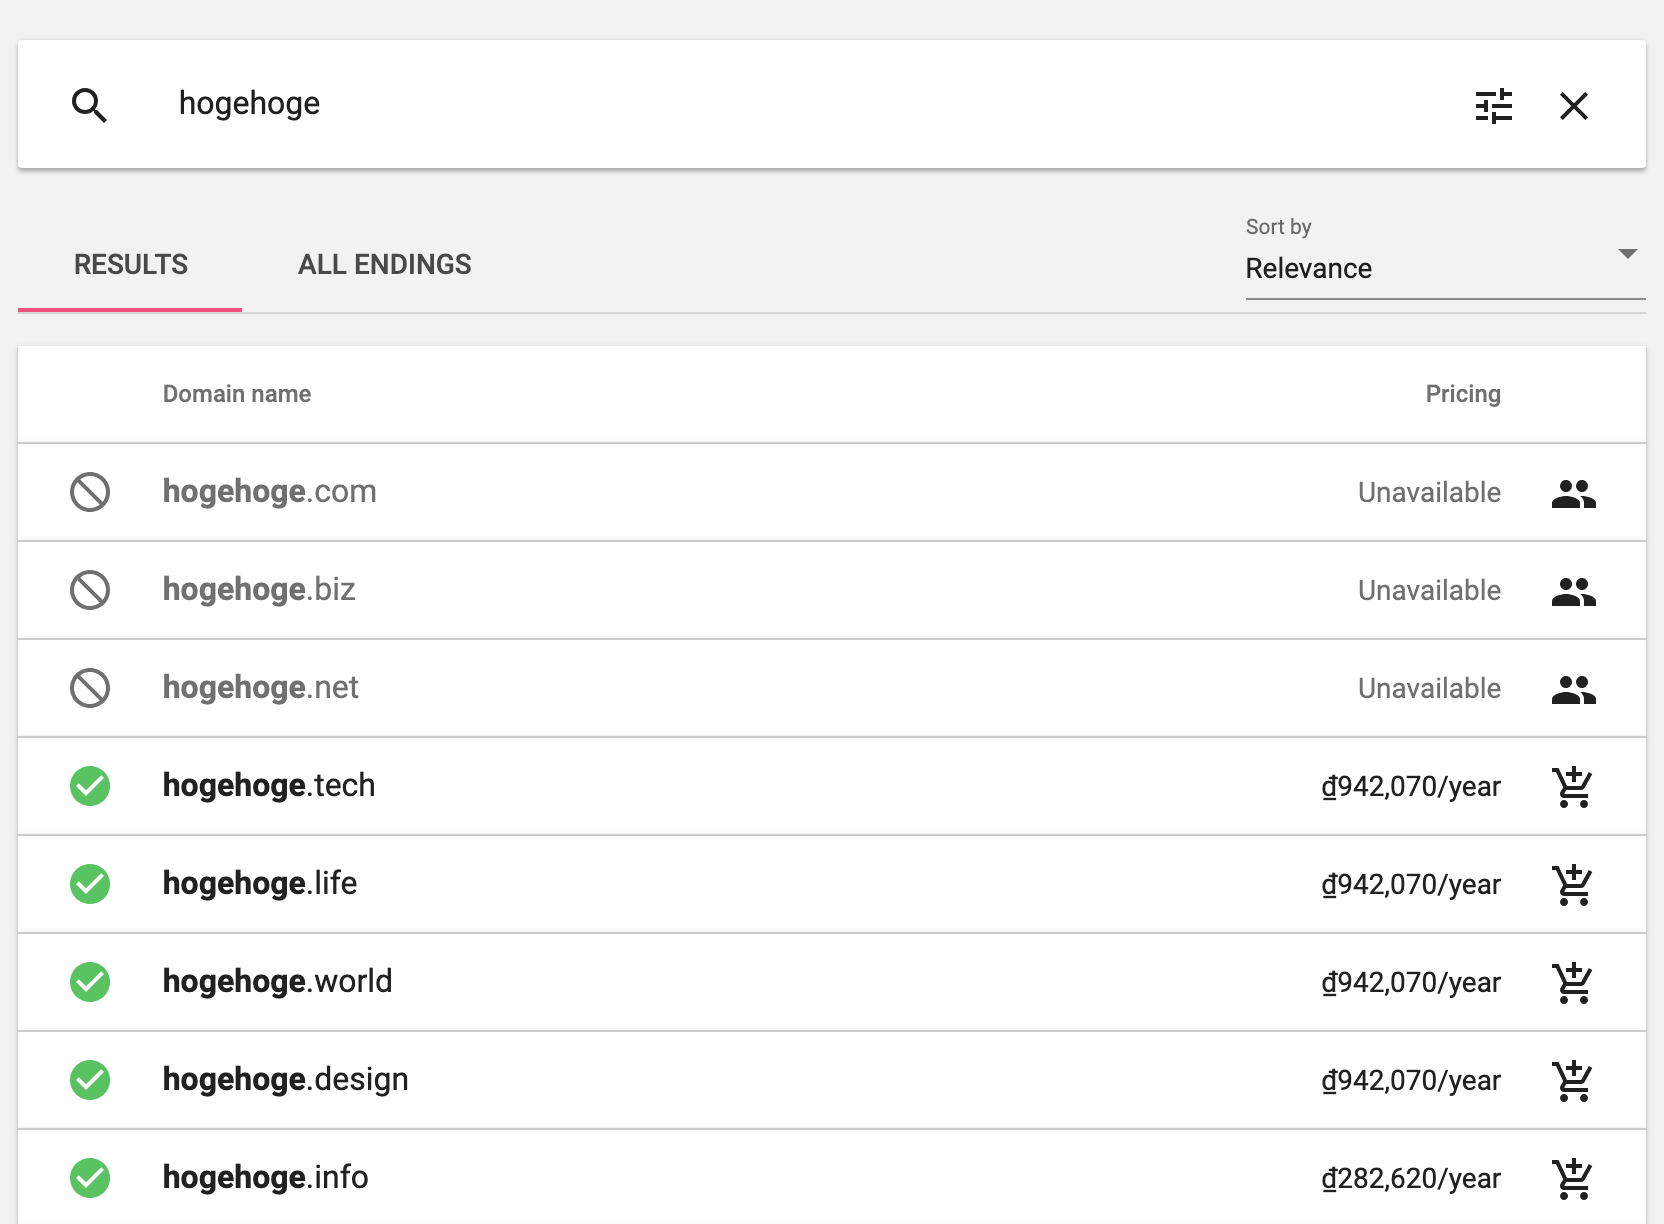 hogehoge
Sort by
RESULTS ALL ENDINGS Relevance
Domain name Pricing
hogehoge.com Unavailable
hogehoge.biz Unavailable
hogehoge.net Unavailable
hogehoge.tech ₫942,070/year
hogehoge.life ₫942,070/year
hogehoge.world ₫942,070/year
hogehoge.design ₫942,070/year
hogehoge.info ₫282,620/year